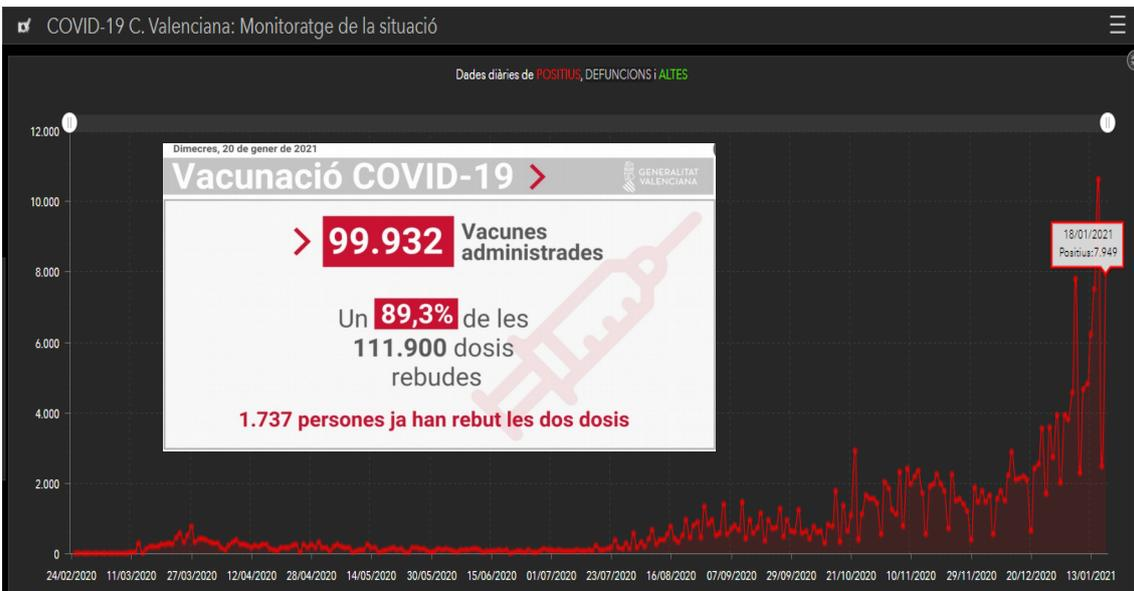 COVID-19 C. Valenciana: Monitoratge de la situació
Dades diàries de POSITIUS, DEFUNCIONS i ALTES
12.000
10.000
8.000
6.000
4.000
2.000
0
Dimecres, 20 de gener de 2021
Vacunació COVID-19
GENERALITAT
VALENCIANA
99.932
Vacunes
administrades
Un 89,3% de les
111.900 dosis
rebudes
1.737 persones ja han rebut les dos dosis
18/01/2021
Positius:7.949
24/02/2020 11/03/2020 27/03/2020 12/04/2020 28/04/2020 14/05/2020 30/05/2020 15/06/2020 01/07/2020 23/07/2020 16/08/2020 07/09/2020 29/09/2020 21/10/2020 10/11/2020 29/11/2020 20/12/2020 13/01/2021